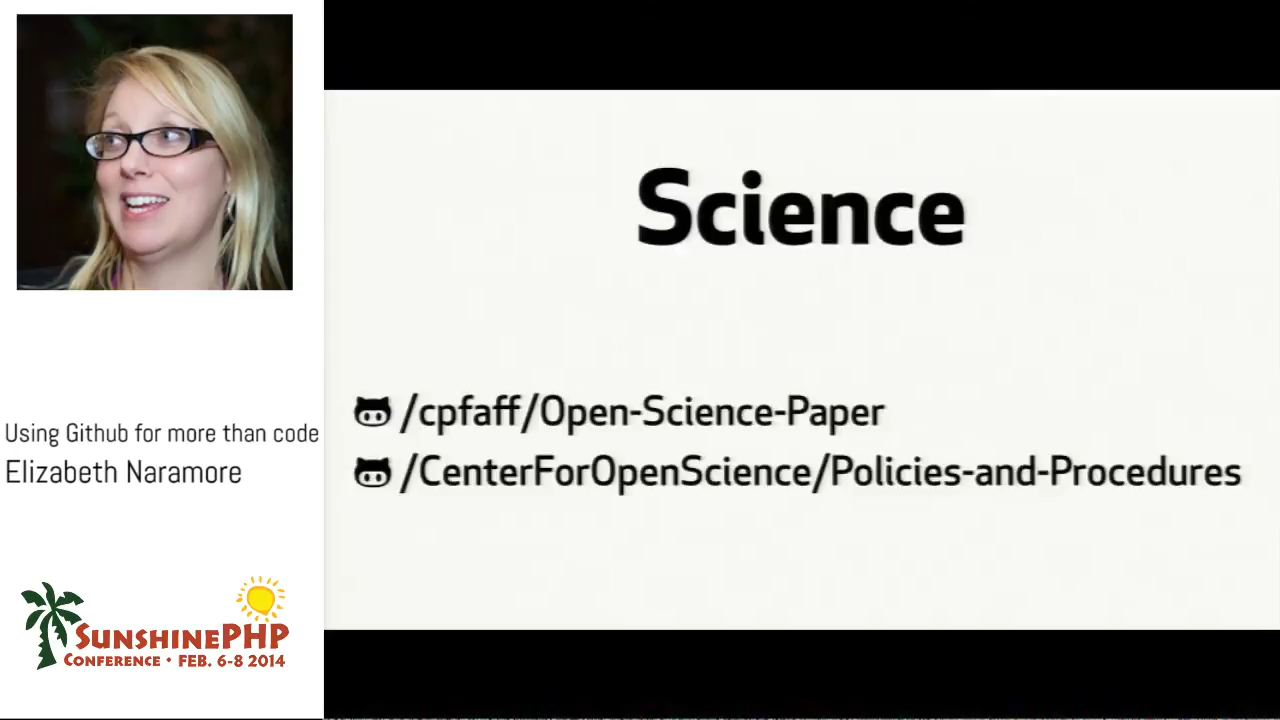 Science
/cpfaff/Open-Science-Paper
/CenterForOpenScience/Policies-and-Procedures
Using Github for more than code
Elizabeth Naramore
SunshinePHP
Conference • Feb. 6-8 2014